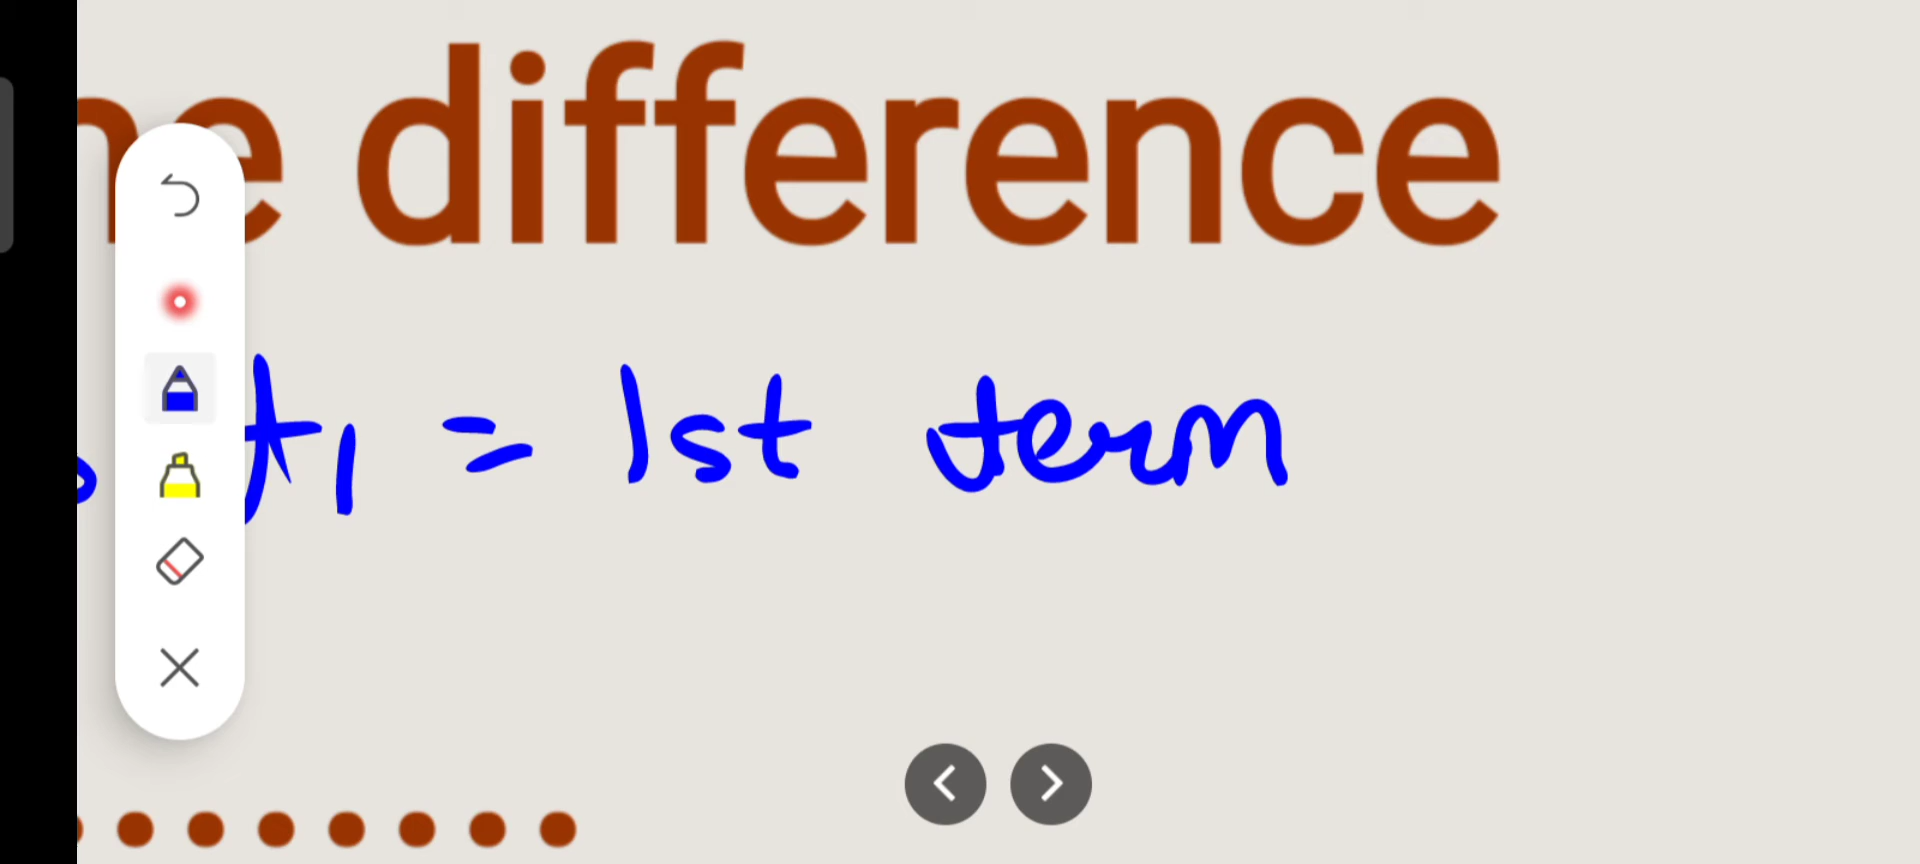 difference
t₁ = 1st term
.......